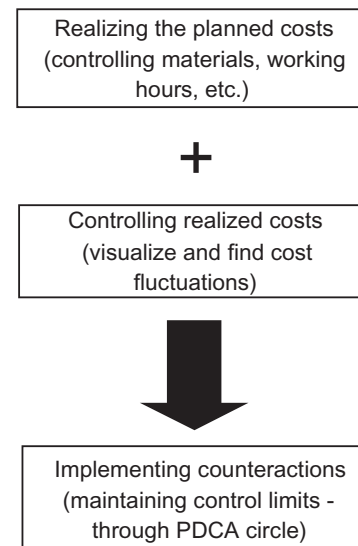 Realizing the planned costs
(controlling materials, working
hours, etc.)
+
Controlling realized costs
(visualize and find cost
fluctuations)
Implementing counteractions
(maintaining control limits -
through PDCA circle)